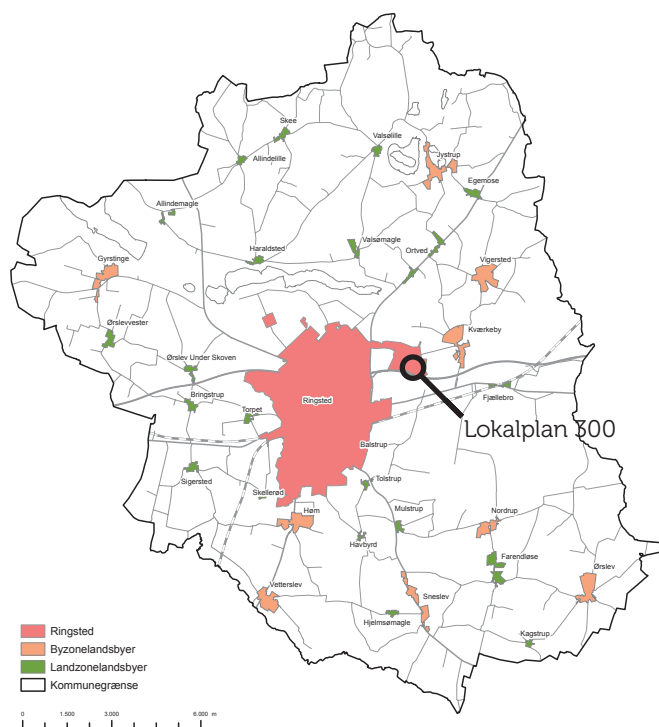 Skee
Valsølille
Jystrup
Allindelille
Egemose
Allindemagle
Valsømagle
Ortved
Haraldsted
Gyrstinge
Vigersted
Ørslevvester
Kværkeby
Ørslev Under Skoven
Fjællebro
Bringstrup
Ringsted
Torpet
Lokalplan 300
Balstrup
Sigersted
Tolstrup
Skellerød
Høm
Mulstrup
Nordrup
Havbyrd
Farendløse
Ørslev
Vetterslev
Sneslev
Hjelmsømagle
Kagstrup
Ringsted
Byzonelandsbyer
Landzonelandsbyer
Kommunegrænse
0 1.500 3.000 6.000 m